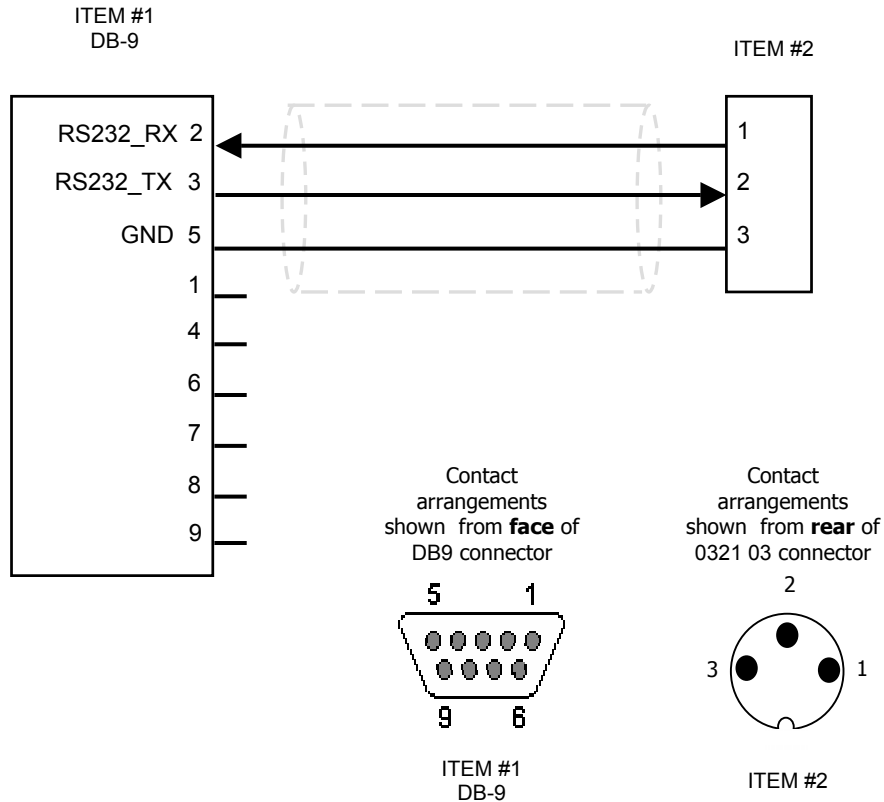 ITEM #1
DB-9
ITEM #2
RS232_RX 2
1
RS232_TX 3
2
GND 5
3
1
4
6
7
8
9
Contact
arrangements
shown from face of
DB9 connector
5 1
9 6
ITEM #1
DB-9
Contact
arrangements
shown from rear of
0321 03 connector
2
3 1
ITEM #2